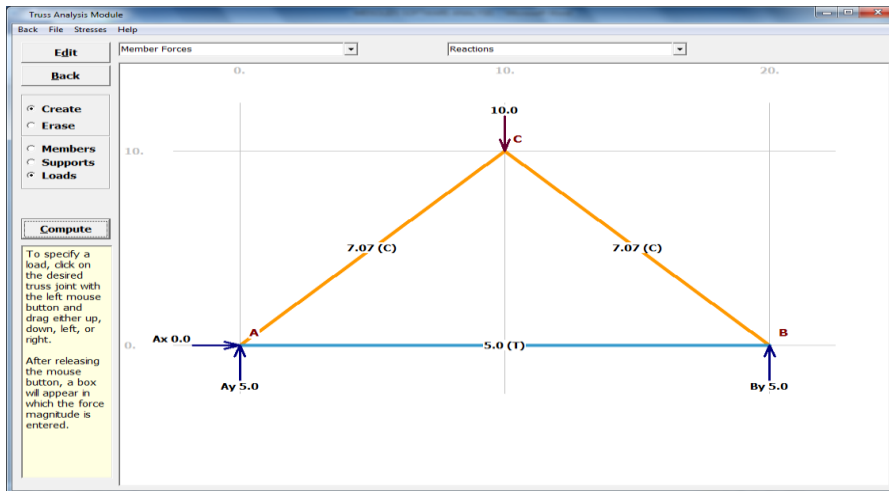 Truss Analysis Module
Back File Stresses Help
Edit
Back
Create
Erase
Members
Supports
Loads
Compute
To specify a
load, click on
the desired
truss joint with
the left mouse
button and
drag either up,
down, left, or
right.
After releasing
the mouse
button, a box
will appear in
which the force
magnitude is
entered.
Member Forces
Reactions
0. 10. 20.
10.0
C
10.
7.07 (C) 7.07 (C)
A B
Ax 0.0
0.
5.0 (T)
Ay 5.0 By 5.0